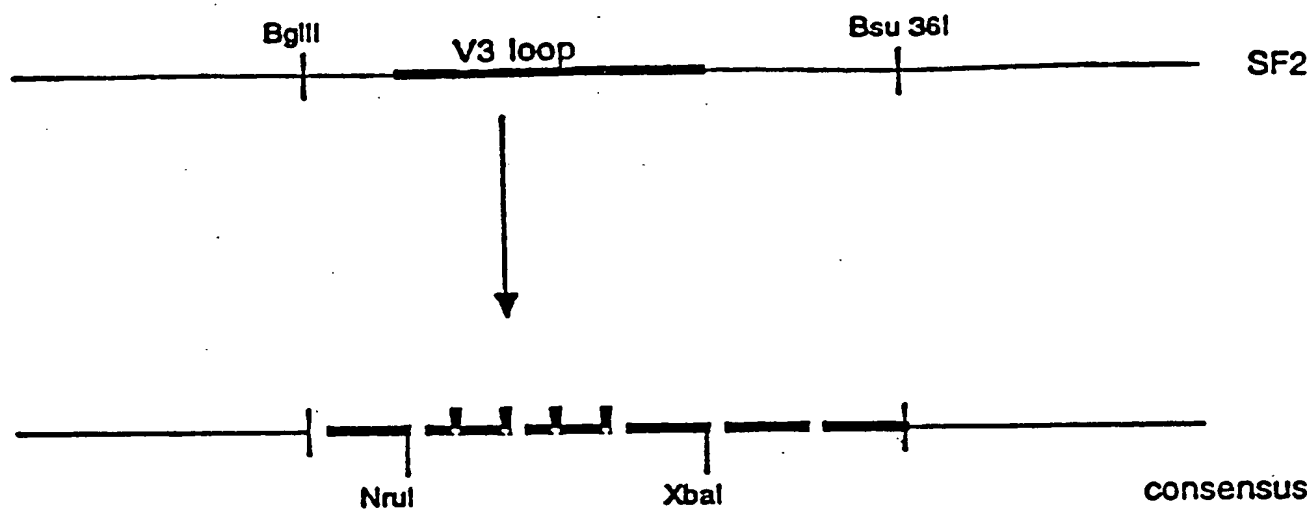 BglII
V3 loop
Bsu 36I
SF2
NruI
XbaI
consensus